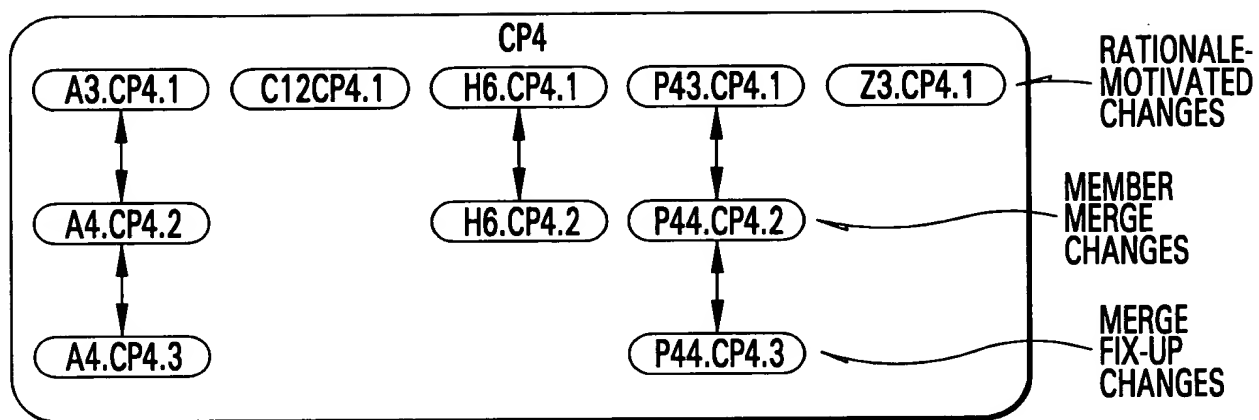 CP4
A3.CP4.1 C12CP4.1 H6.CP4.1 P43.CP4.1 Z3.CP4.1
RATIONALE-
MOTIVATED
CHANGES
A4.CP4.2 H6.CP4.2 P44.CP4.2
MEMBER
MERGE
CHANGES
A4.CP4.3 P44.CP4.3
MERGE
FIX-UP
CHANGES